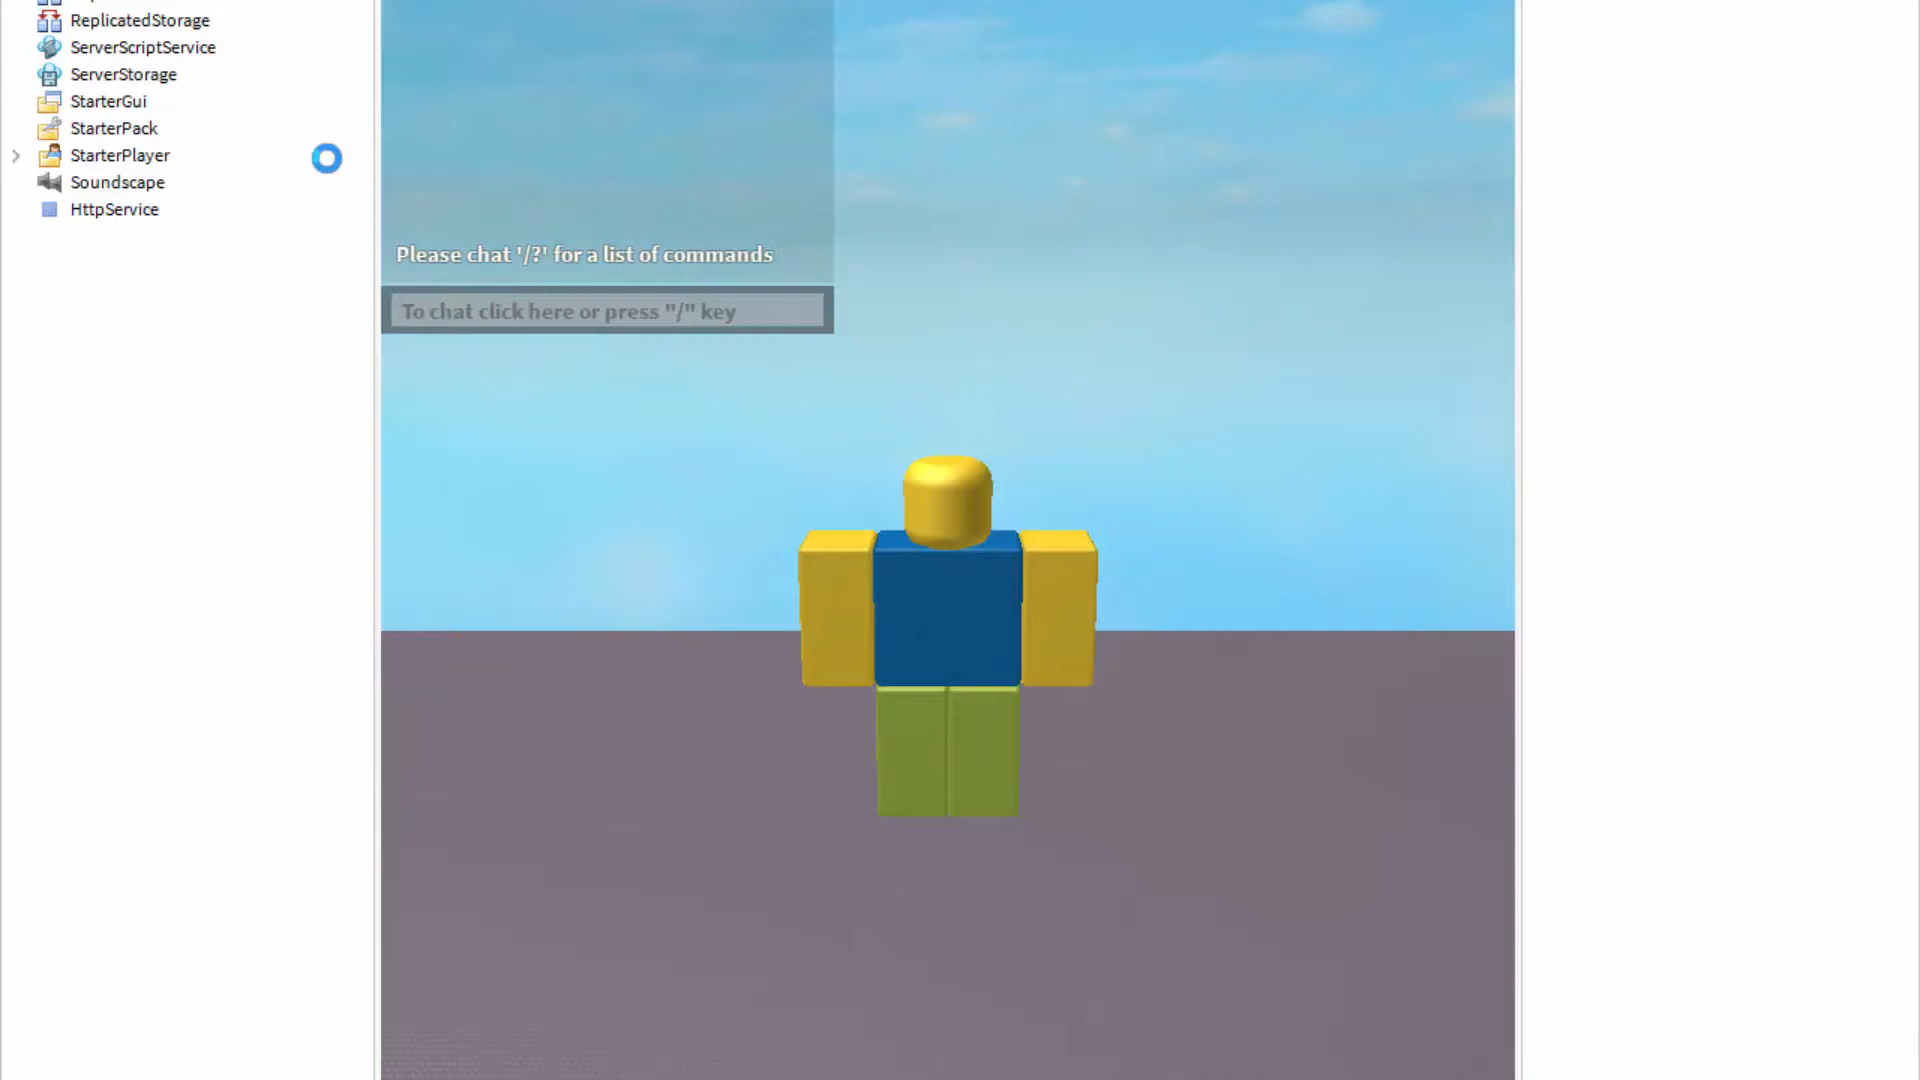 ReplicatedStorage
ServerScriptService
ServerStorage
StarterGui
StarterPack
StarterPlayer
Soundscape
HttpService
Please chat '/?' for a list of commands
To chat click here or press "/" key